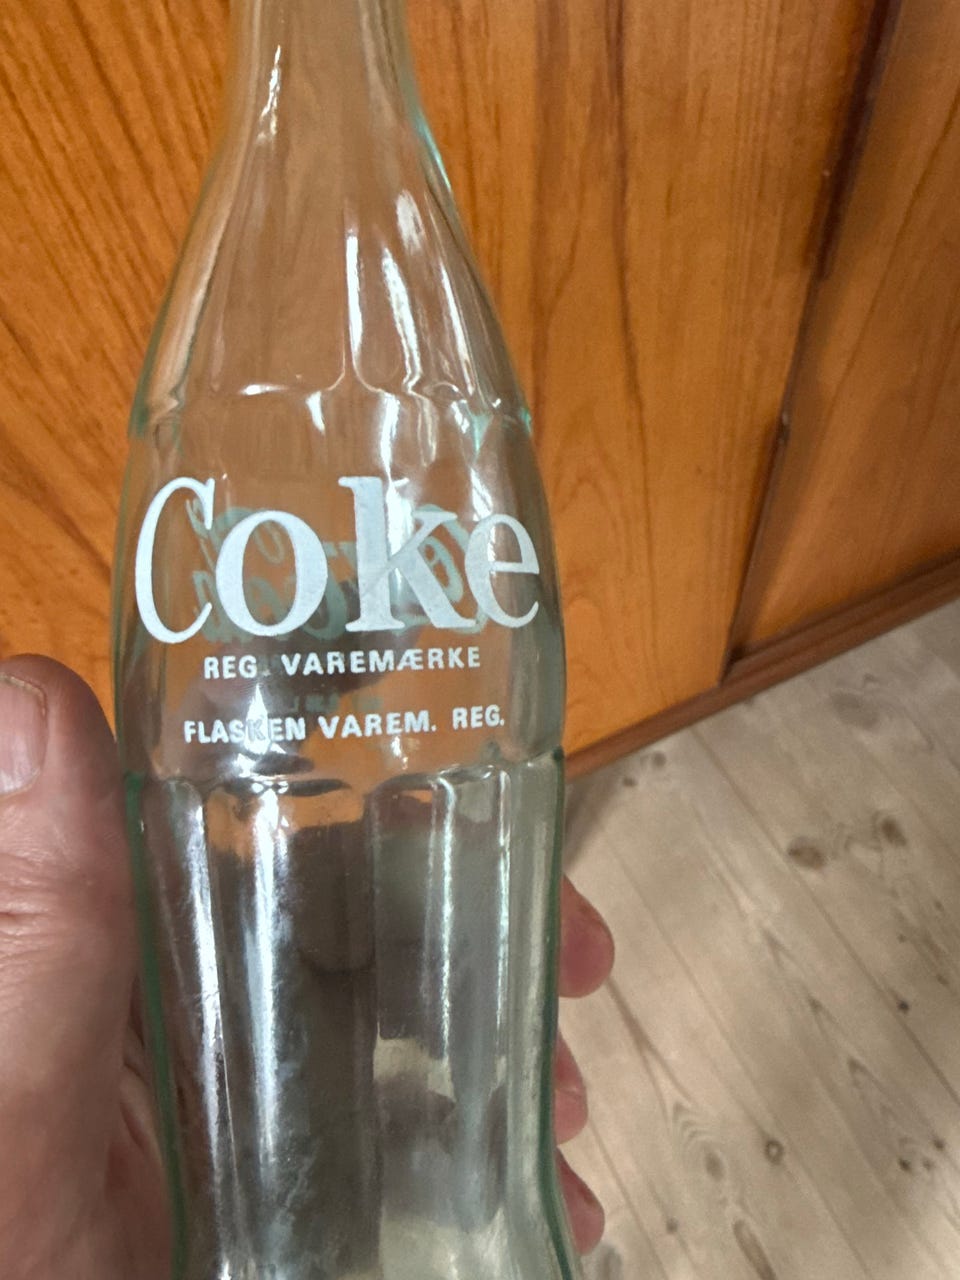 Coke
REG. VAREMÆRKE
FLASKEN VAREM. REG.